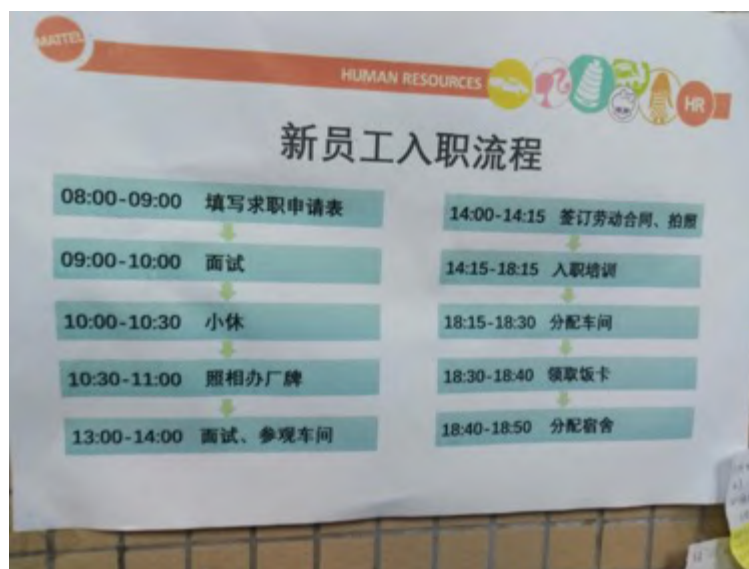 MATTEL
HUMAN RESOURCES
HR
新员工入职流程
08:00-09:00 填写求职申请表
09:00-10:00 面试
10:00-10:30 小休
10:30-11:00 照相办厂牌
13:00-14:00 面试、参观车间
14:00-14:15 签订劳动合同、拍照
14:15-18:15 入职培训
18:15-18:30 分配车间
18:30-18:40 领取饭卡
18:40-18:50 分配宿舍